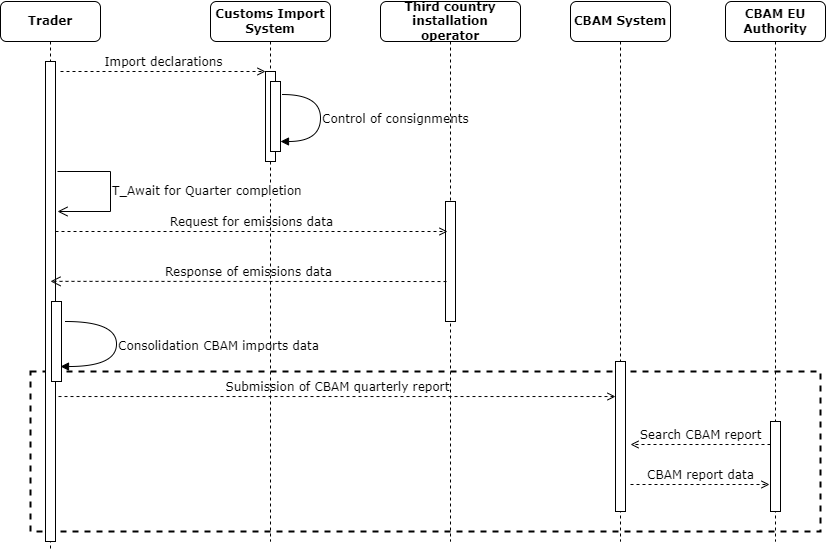 Trader
Customs Import
System
Third country
installation
operator
CBAM System
CBAM EU
Authority
Import declarations
Control of consignments
T_Await for Quarter completion
Request for emissions data
Response of emissions data
Consolidation CBAM imports data
Submission of CBAM quarterly report
Search CBAM report
CBAM report data